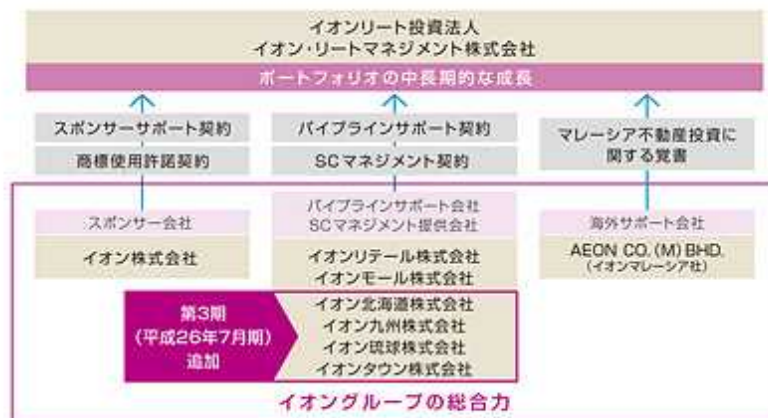 イオンリート投資法人
イオン・リートマネジメント株式会社
ポートフォリオの中長期的な成長
スポンサーサポート契約
商標使用許諾契約
パイプラインサポート契約
SCマネジメント契約
マレーシア不動産投資に
関する覚書
スポンサー会社
イオン株式会社
パイプラインサポート会社
SCマネジメント提供会社
イオンリテール株式会社
イオンモール株式会社
海外サポート会社
AEON CO. (M) BHD.
（イオンマレーシア社）
第3期
（平成26年7月期）
追加
イオン北海道株式会社
イオン九州株式会社
イオン琉球株式会社
イオンタウン株式会社
イオングループの総合力